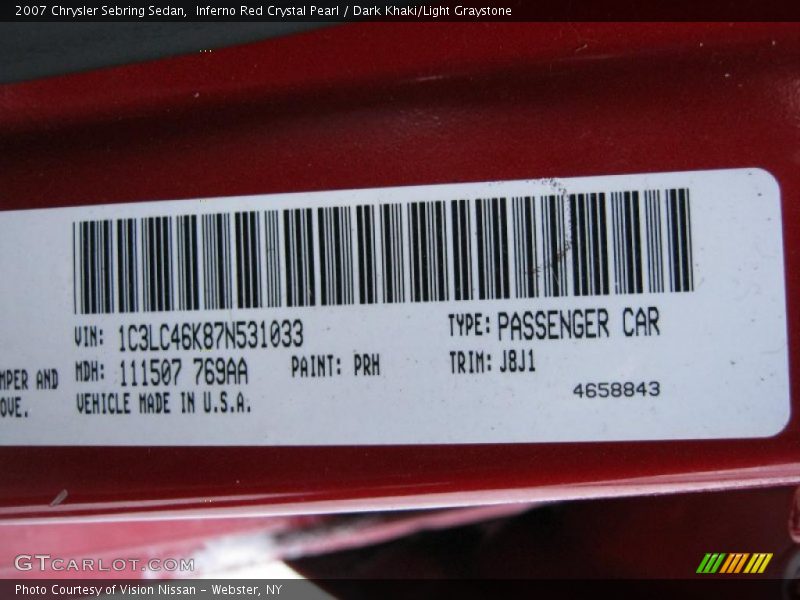 2007 Chrysler Sebring Sedan, Inferno Red Crystal Pearl / Dark Khaki/Light Graystone
VIN: 1C3LC46K87N531033 TYPE: PASSENGER CAR
MPER AND MDH: 111507 769AA PAINT: PRH TRIM: J8J1
OVE. VEHICLE MADE IN U.S.A. 4658843
GTCARLOT.COM
Photo Courtesy of Vision Nissan - Webster, NY